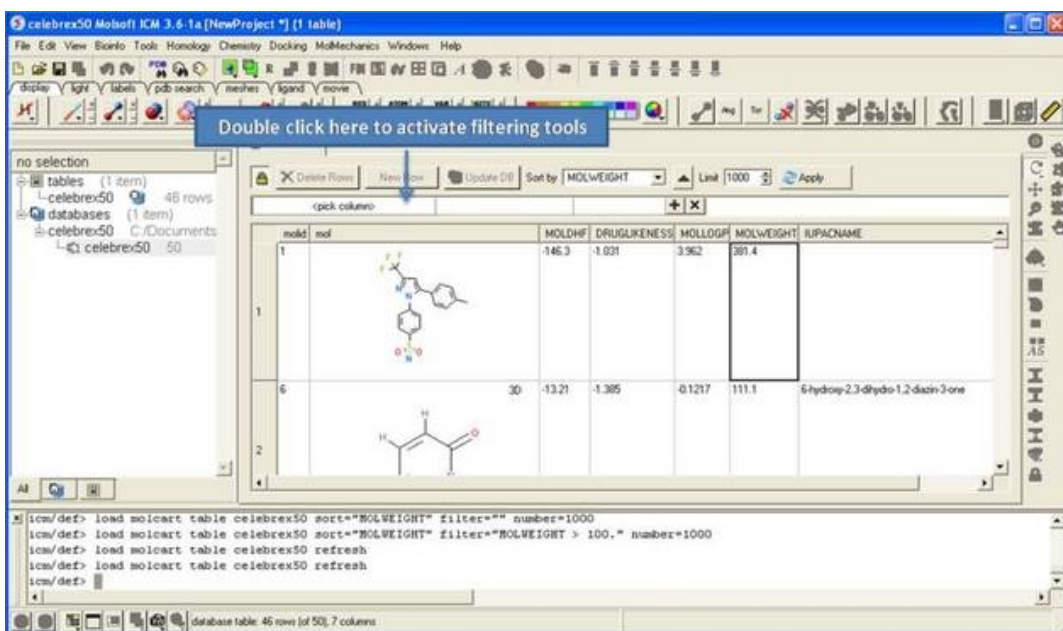 celebrex50 Molsoft ICM 3.6-1a [NewProject *] (1 table)
File Edit View Bioinfo Tools Homology Chemistry Docking MolMechanics Windows Help
display light labels pdb search meshes ligand movie
Double click here to activate filtering tools
no selection
tables (1 item)
celebrex50 46 rows
databases (1 item)
celebrex50 C:/Documents
celebrex50 50
All
Delete Rows New Row Update DB Sort by MOLWEIGHT Limit 1000 Apply
<pick column>
molid mol MOLDHF DRUGLIKENESS MOLLOGP MOLWEIGHT IUPACNAME
1 1 -146.3 -1.031 3.962 381.4
2 6 3D -13.21 -1.385 -0.1217 111.1 6-hydroxy-2,3-dihydro-1,2-diazin-3-one
icm/def> load molcart table celebrex50 sort="MOLWEIGHT" filter="" number=1000
icm/def> load molcart table celebrex50 sort="MOLWEIGHT" filter="MOLWEIGHT > 100." number=1000
icm/def> load molcart table celebrex50 refresh
icm/def> load molcart table celebrex50 refresh
icm/def>
database table: 46 rows (of 50), 7 columns